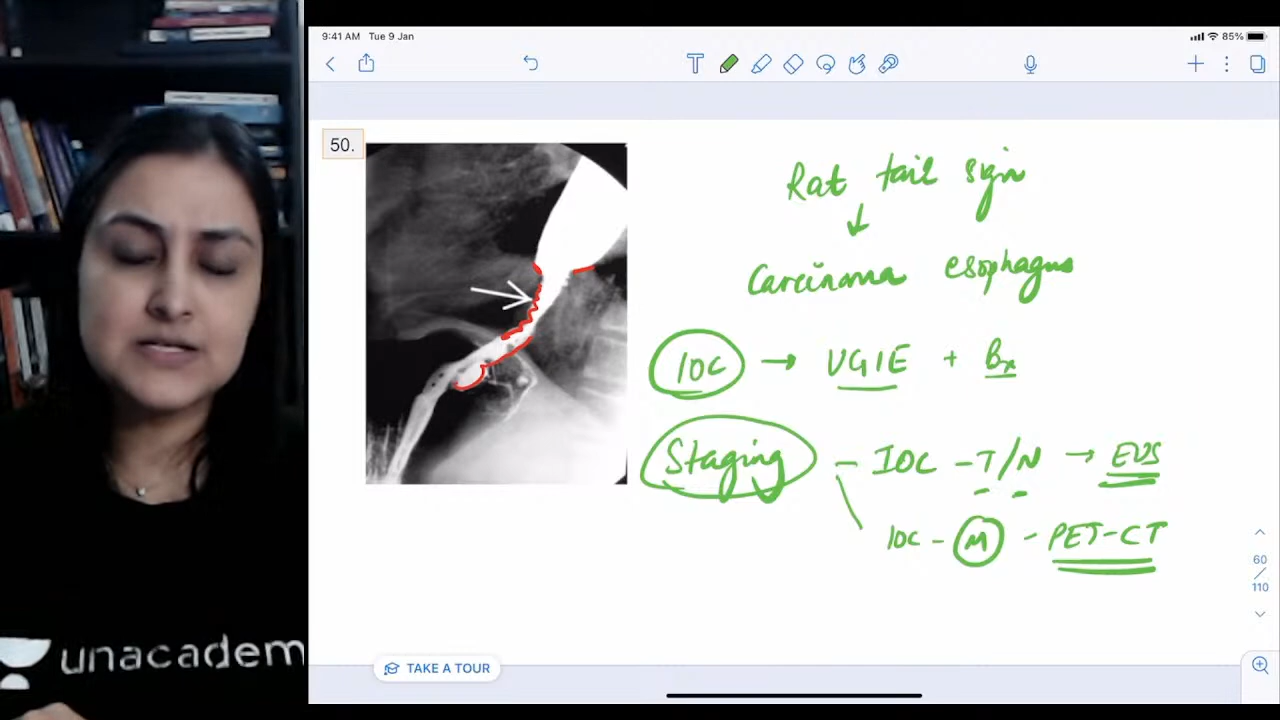 9:41 AM Tue 9 Jan
85%
50.
Rat tail sign
↓
Carcinoma esophagus
IOC → UGIE + Bx
Staging - IOC - T/N → EUS
IOC - M - PET-CT
60
/
110
TAKE A TOUR
unacadem